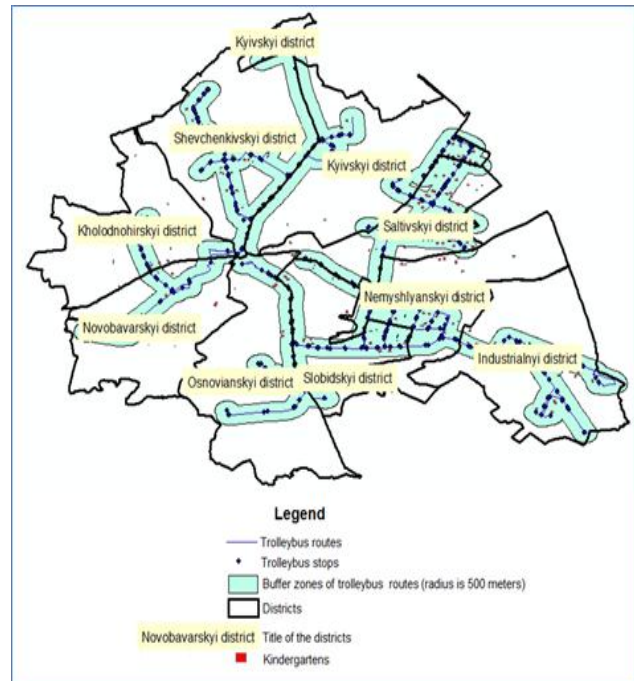 Kyivskyi district
Shevchenkivskyi district
Kyivskyi district
Kholodnohirskyi district
Saltivskyi district
Nemyshlyanskyi district
Novobavarskyi district
Industrialnyi district
Osnovianskyi district
Slobidskyi district
Legend
Trolleybus routes
Trolleybus stops
Buffer zones of trolleybus routes (radius is 500 meters)
Districts
Novobavarskyi district Title of the districts
Kindergartens